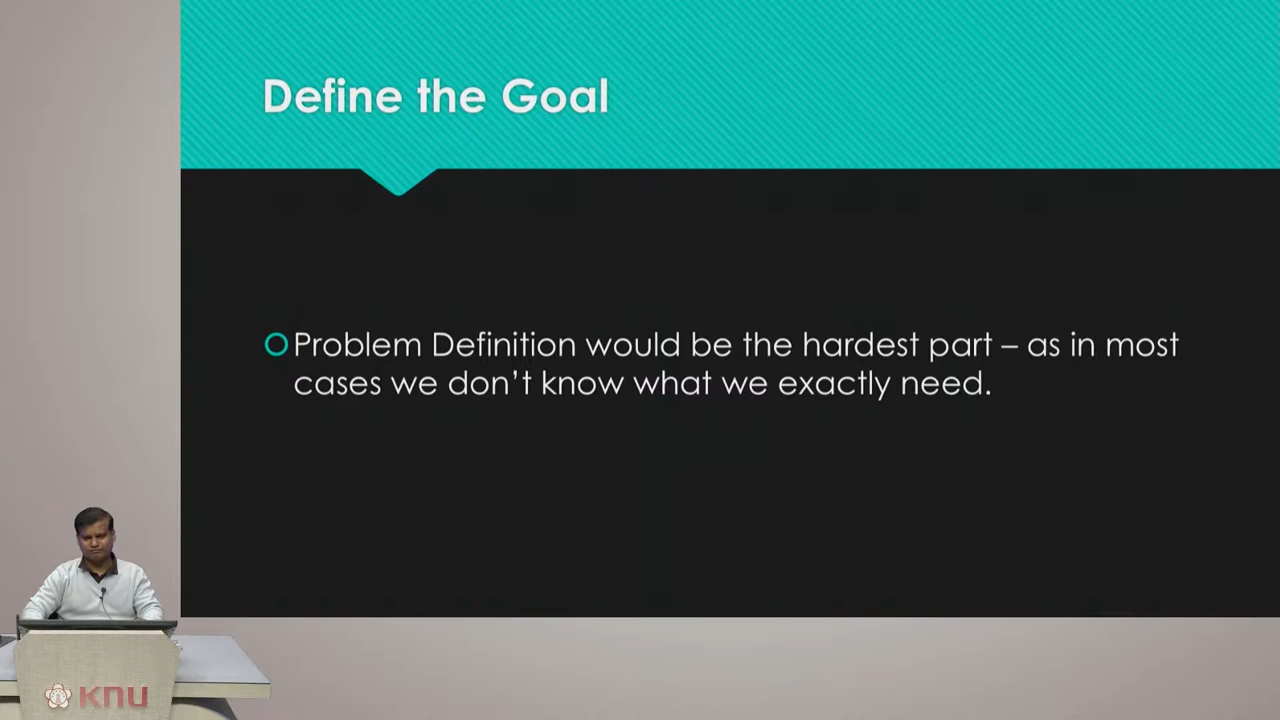 Define the Goal
Problem Definition would be the hardest part – as in most
cases we don't know what we exactly need.
KNU